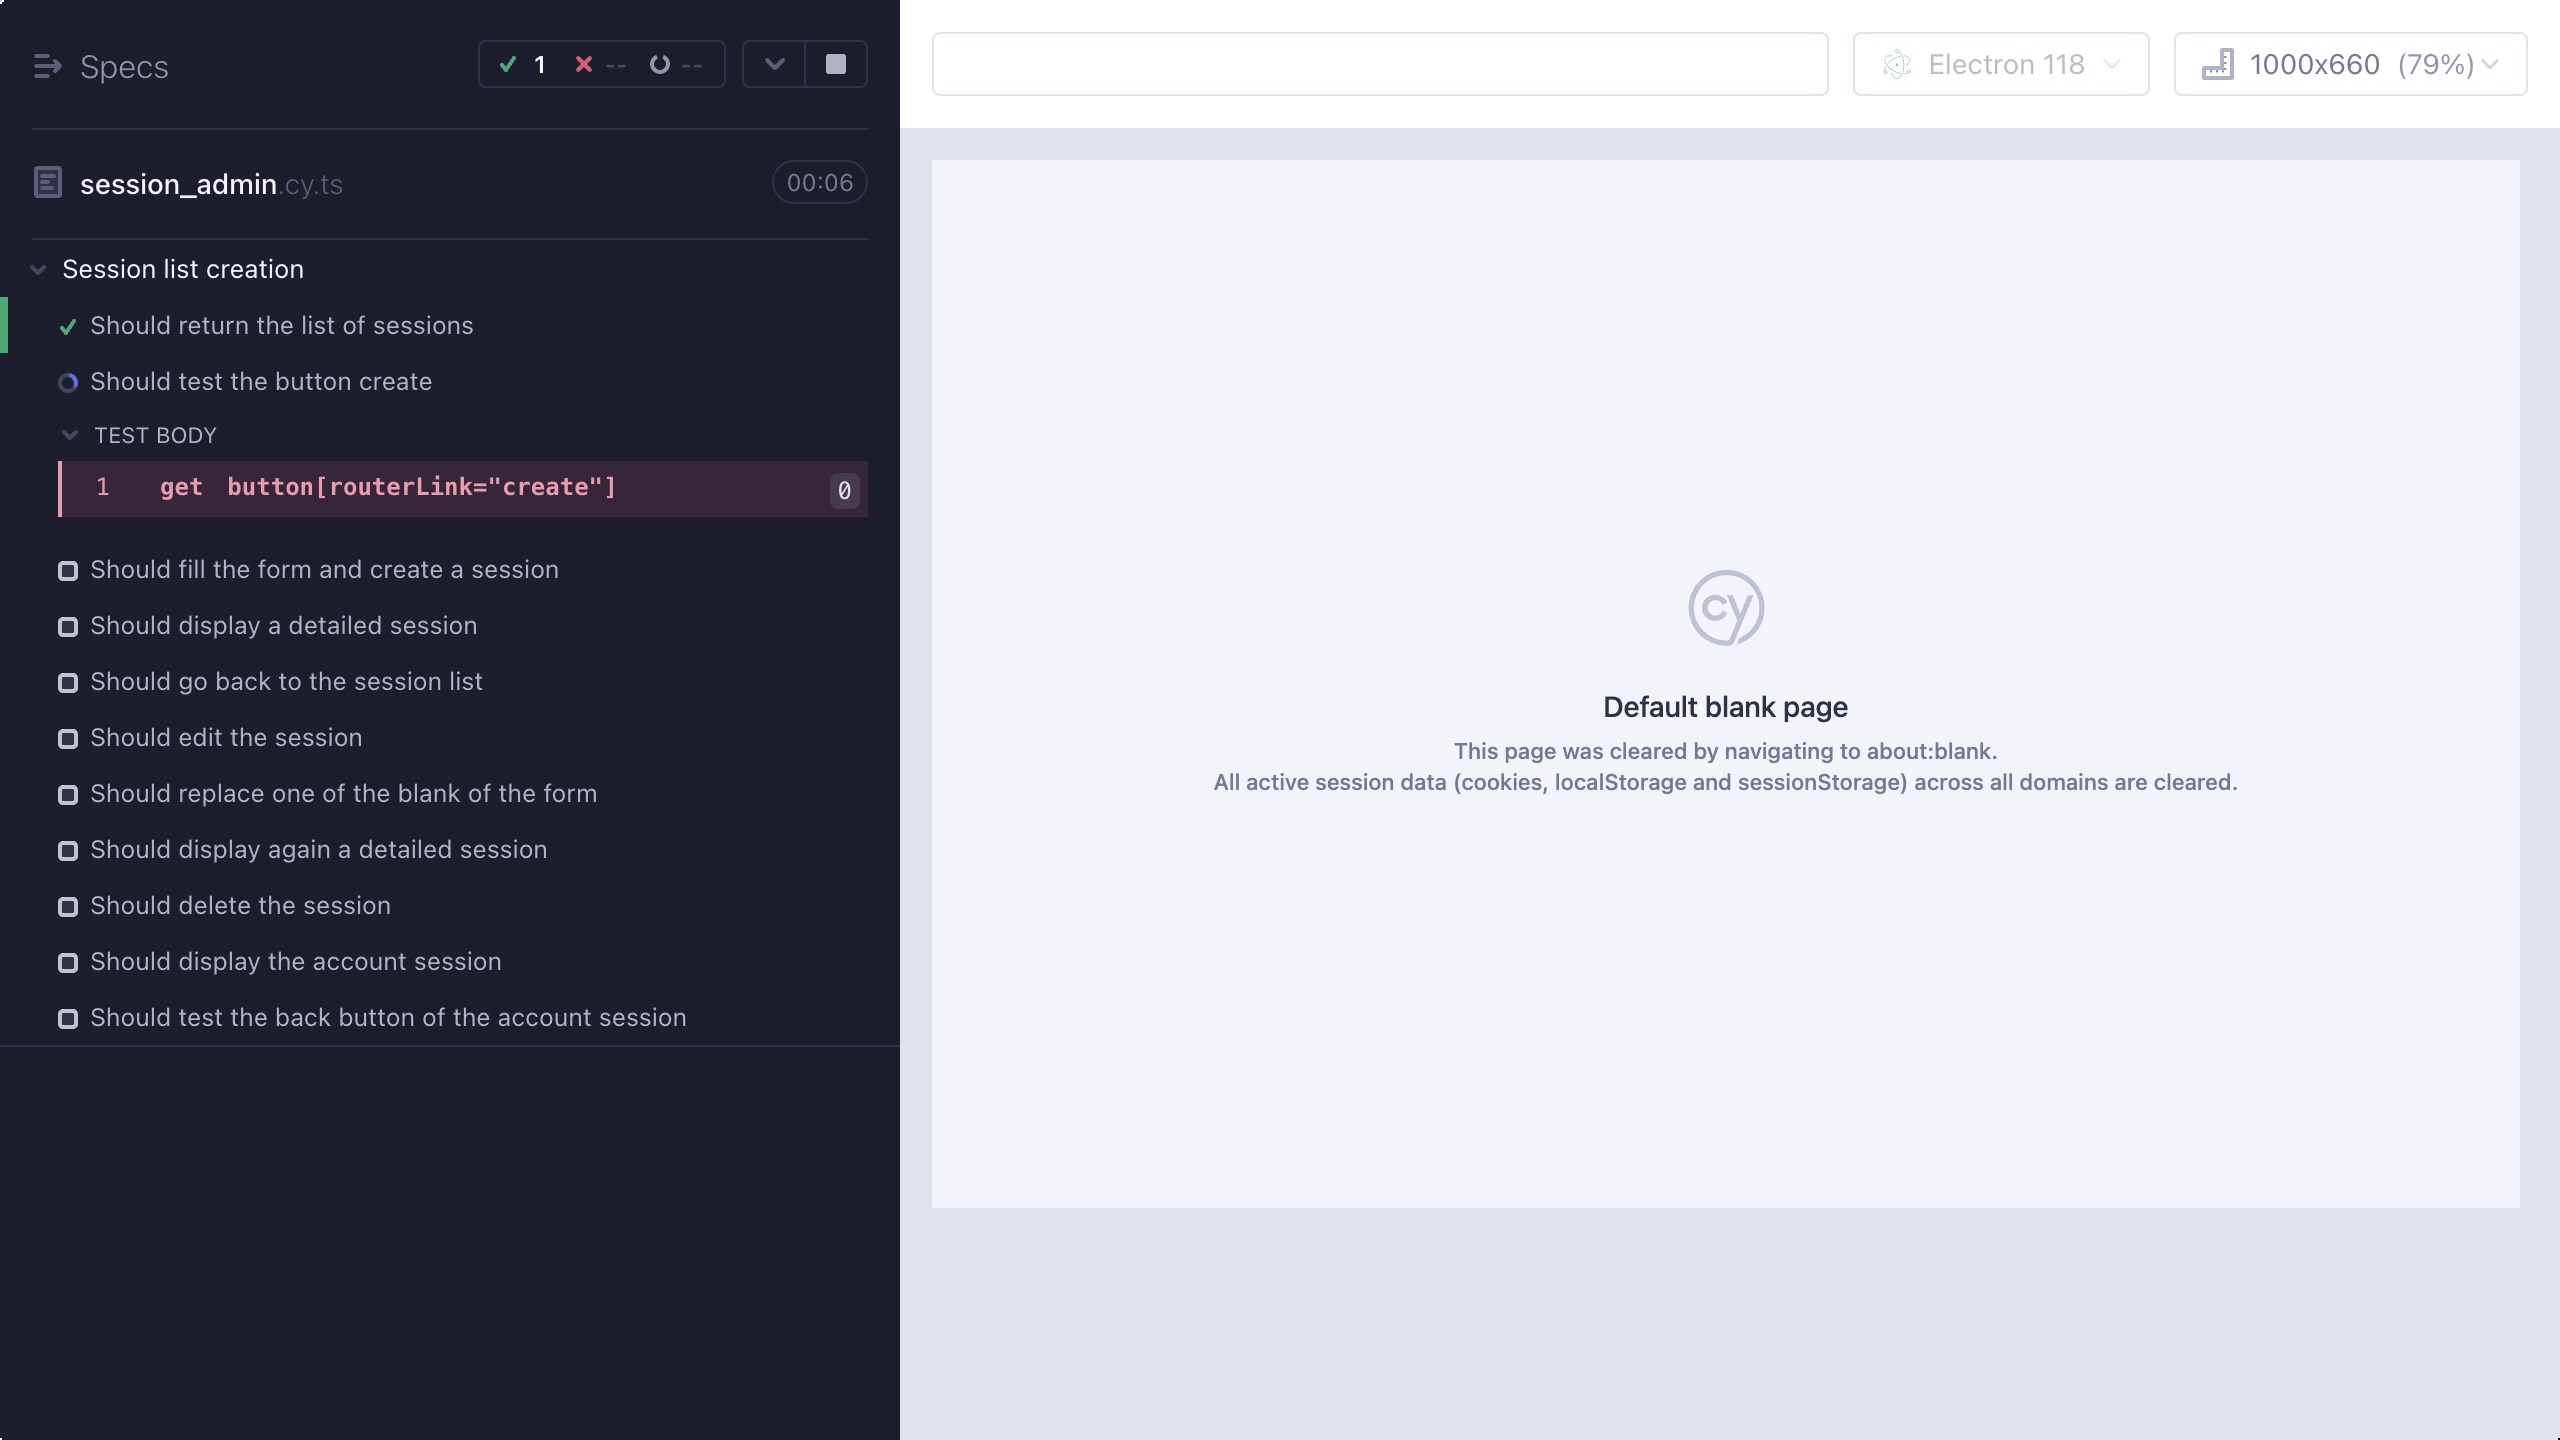 Specs
1
--
--
session_admin.cy.ts
00:06
Session list creation
Should return the list of sessions
Should test the button create
TEST BODY
1 get button[routerLink="create"] 0
Should fill the form and create a session
Should display a detailed session
Should go back to the session list
Should edit the session
Should replace one of the blank of the form
Should display again a detailed session
Should delete the session
Should display the account session
Should test the back button of the account session
Electron 118
1000x660 (79%)
cy
Default blank page
This page was cleared by navigating to about:blank.
All active session data (cookies, localStorage and sessionStorage) across all domains are cleared.